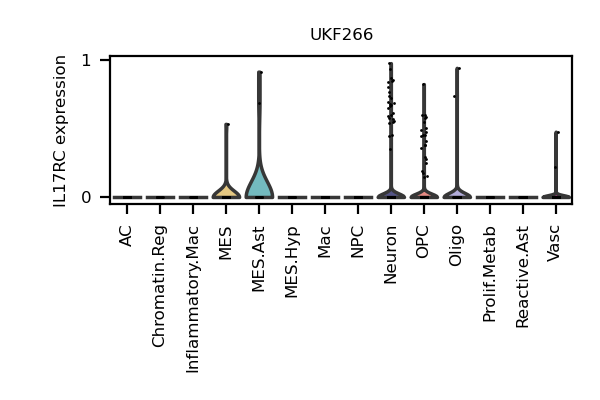 UKF266
IL17RC expression
1
0
AC
Chromatin.Reg
Inflammatory.Mac
MES
MES.Ast
MES.Hyp
Mac
NPC
Neuron
OPC
Oligo
Prolif.Metab
Reactive.Ast
Vasc